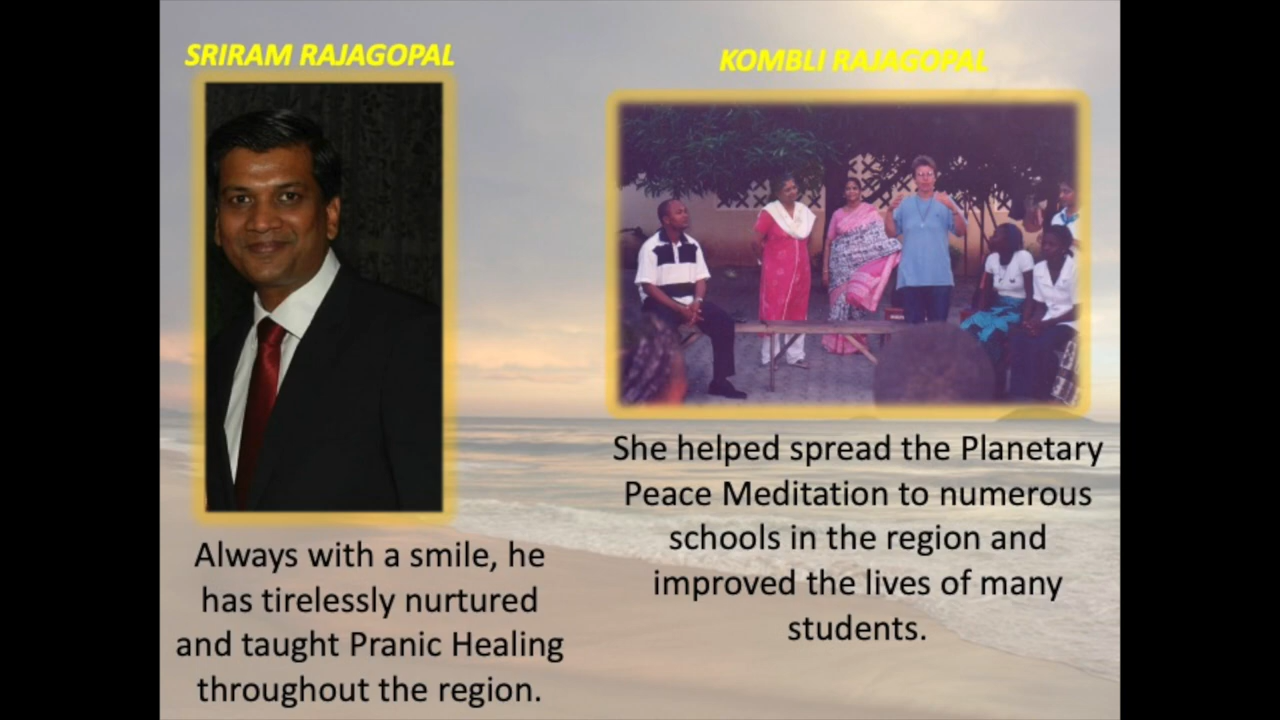 SRIRAM RAJAGOPAL
Always with a smile, he
has tirelessly nurtured
and taught Pranic Healing
throughout the region.
KOMBLI RAJAGOPAL
She helped spread the Planetary
Peace Meditation to numerous
schools in the region and
improved the lives of many
students.